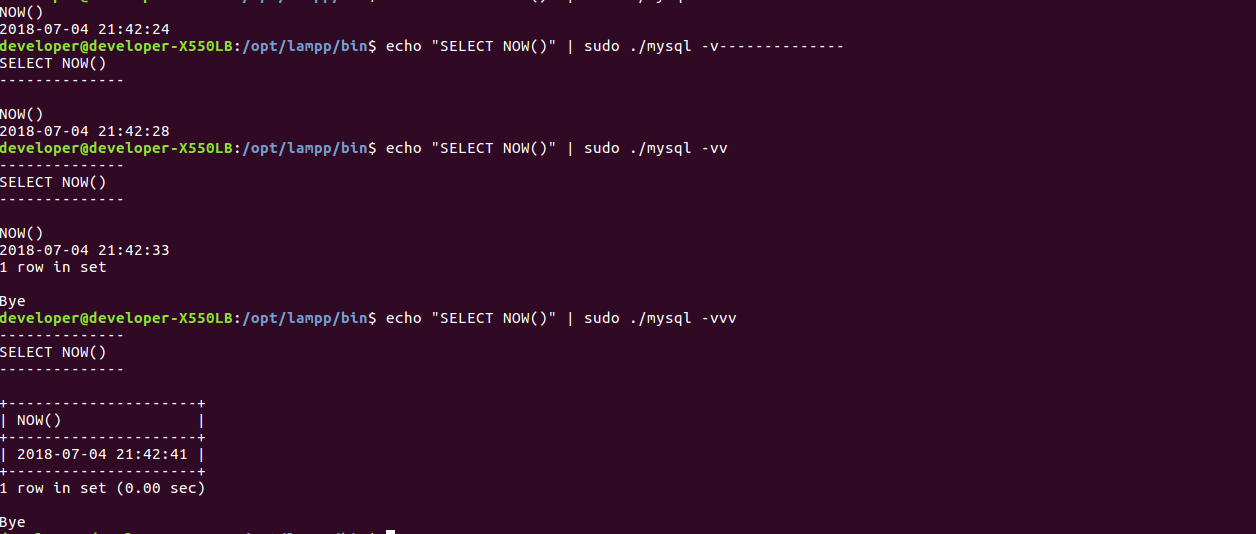 NOW()
2018-07-04 21:42:24
developer@developer-X550LB:/opt/lampp/bin$ echo "SELECT NOW()" | sudo ./mysql -v--------------
SELECT NOW()
--------------
NOW()
2018-07-04 21:42:28
developer@developer-X550LB:/opt/lampp/bin$ echo "SELECT NOW()" | sudo ./mysql -vv
--------------
SELECT NOW()
--------------
NOW()
2018-07-04 21:42:33
1 row in set
Bye
developer@developer-X550LB:/opt/lampp/bin$ echo "SELECT NOW()" | sudo ./mysql -vvv
--------------
SELECT NOW()
--------------
+---------------------+
| NOW()               |
+---------------------+
| 2018-07-04 21:42:41 |
+---------------------+
1 row in set (0.00 sec)
Bye